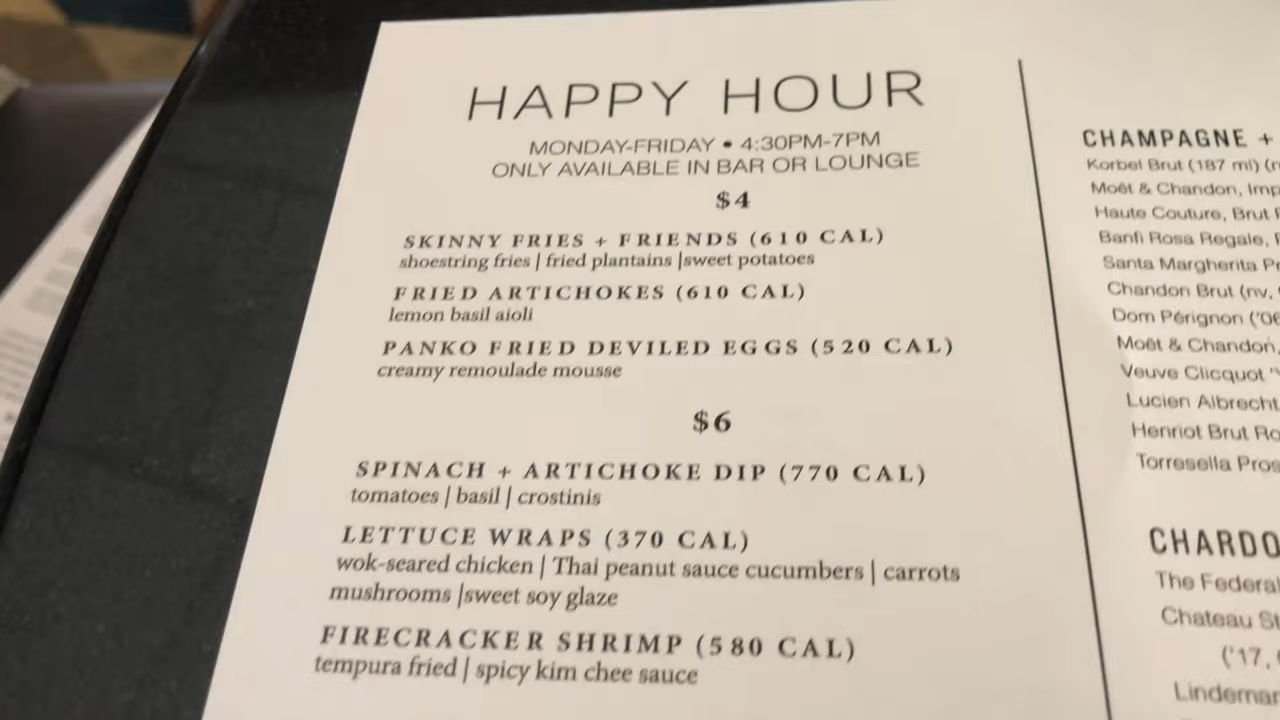 HAPPY HOUR
MONDAY-FRIDAY • 4:30PM-7PM
ONLY AVAILABLE IN BAR OR LOUNGE
$4
SKINNY FRIES + FRIENDS (610 CAL)
shoestring fries | fried plantains |sweet potatoes
FRIED ARTICHOKES (610 CAL)
lemon basil aioli
PANKO FRIED DEVILED EGGS (520 CAL)
creamy remoulade mousse
$6
SPINACH + ARTICHOKE DIP (770 CAL)
tomatoes | basil | crostinis
LETTUCE WRAPS (370 CAL)
wok-seared chicken | Thai peanut sauce cucumbers | carrots
mushrooms |sweet soy glaze
FIRECRACKER SHRIMP (580 CAL)
tempura fried | spicy kim chee sauce
CHAMPAGNE +
Korbel Brut (187 ml)
Moët & Chandon,
Haute Couture, Brut
Banfi Rosa Regale,
Santa Margherita
Chandon Brut (nv,
Dom Pérignon ('06
Moët & Chandon,
Veuve Clicquot
Lucien Albrecht
Henriot Brut
Torresella
The Federal
Chateau
('17,